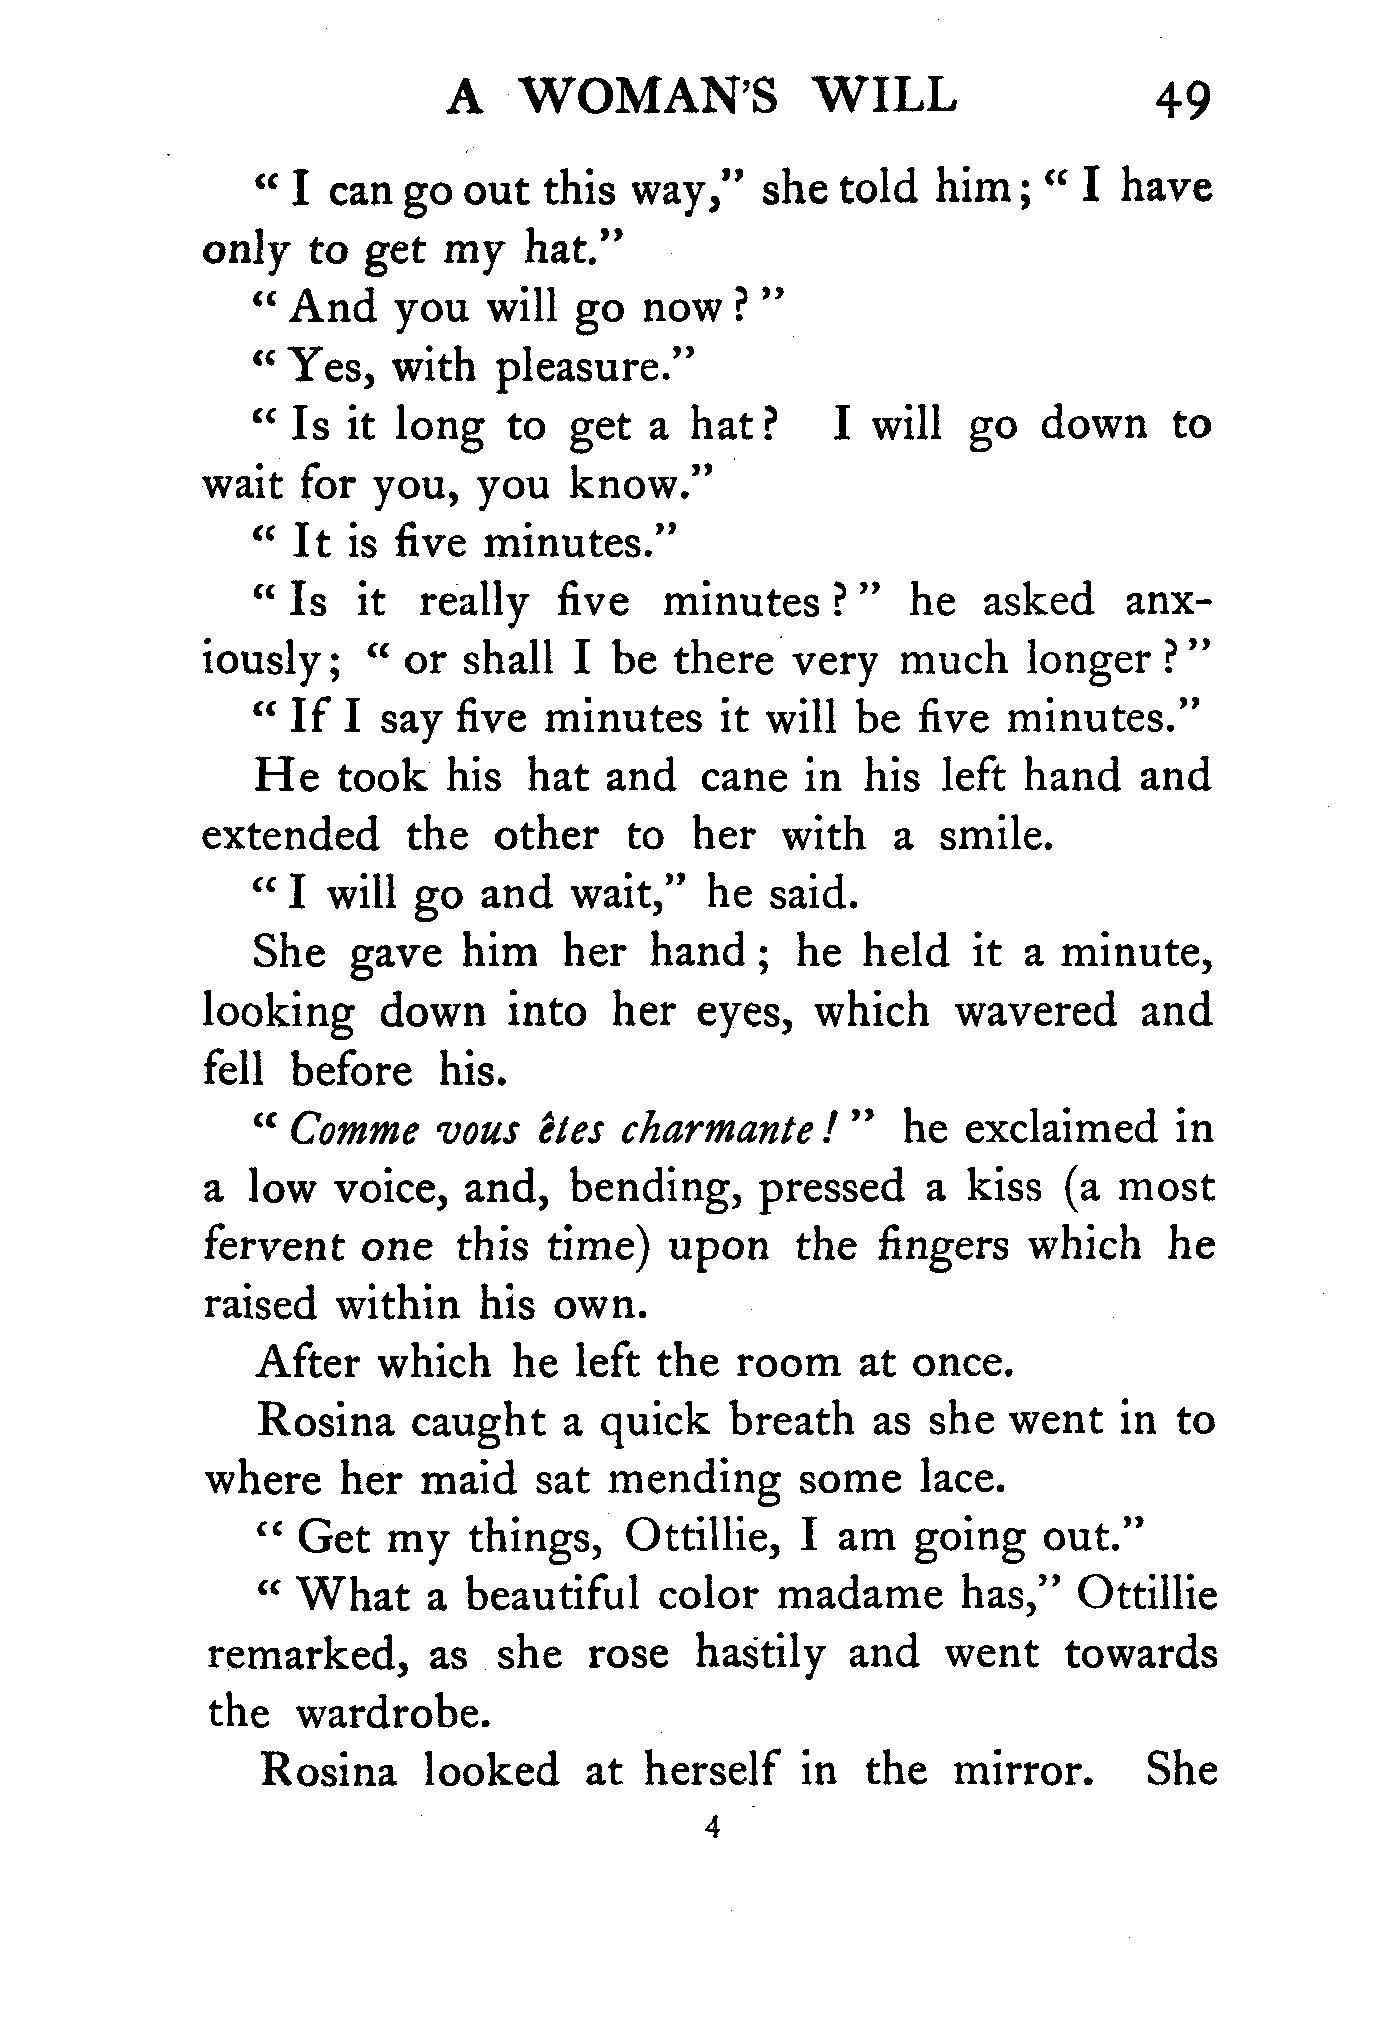 A WOMAN'S WILL 49
“ I can go out this way,” she told him ; “ I have
only to get my hat.”
“ And you will go now ? ”
“ Yes, with pleasure.”
“ Is it long to get a hat ? I will go down to
wait for you, you know.”
“ It is five minutes.”
“ Is it really five minutes ? ” he asked anx-
iously ; “ or shall I be there very much longer ? ”
“ If I say five minutes it will be five minutes.”
He took his hat and cane in his left hand and
extended the other to her with a smile.
“ I will go and wait,” he said.
She gave him her hand ; he held it a minute,
looking down into her eyes, which wavered and
fell before his.
“ Comme vous êtes charmante ! ” he exclaimed in
a low voice, and, bending, pressed a kiss (a most
fervent one this time) upon the fingers which he
raised within his own.
After which he left the room at once.
Rosina caught a quick breath as she went in to
where her maid sat mending some lace.
“ Get my things, Ottillie, I am going out.”
“ What a beautiful color madame has,” Ottillie
remarked, as she rose hastily and went towards
the wardrobe.
Rosina looked at herself in the mirror. She
4